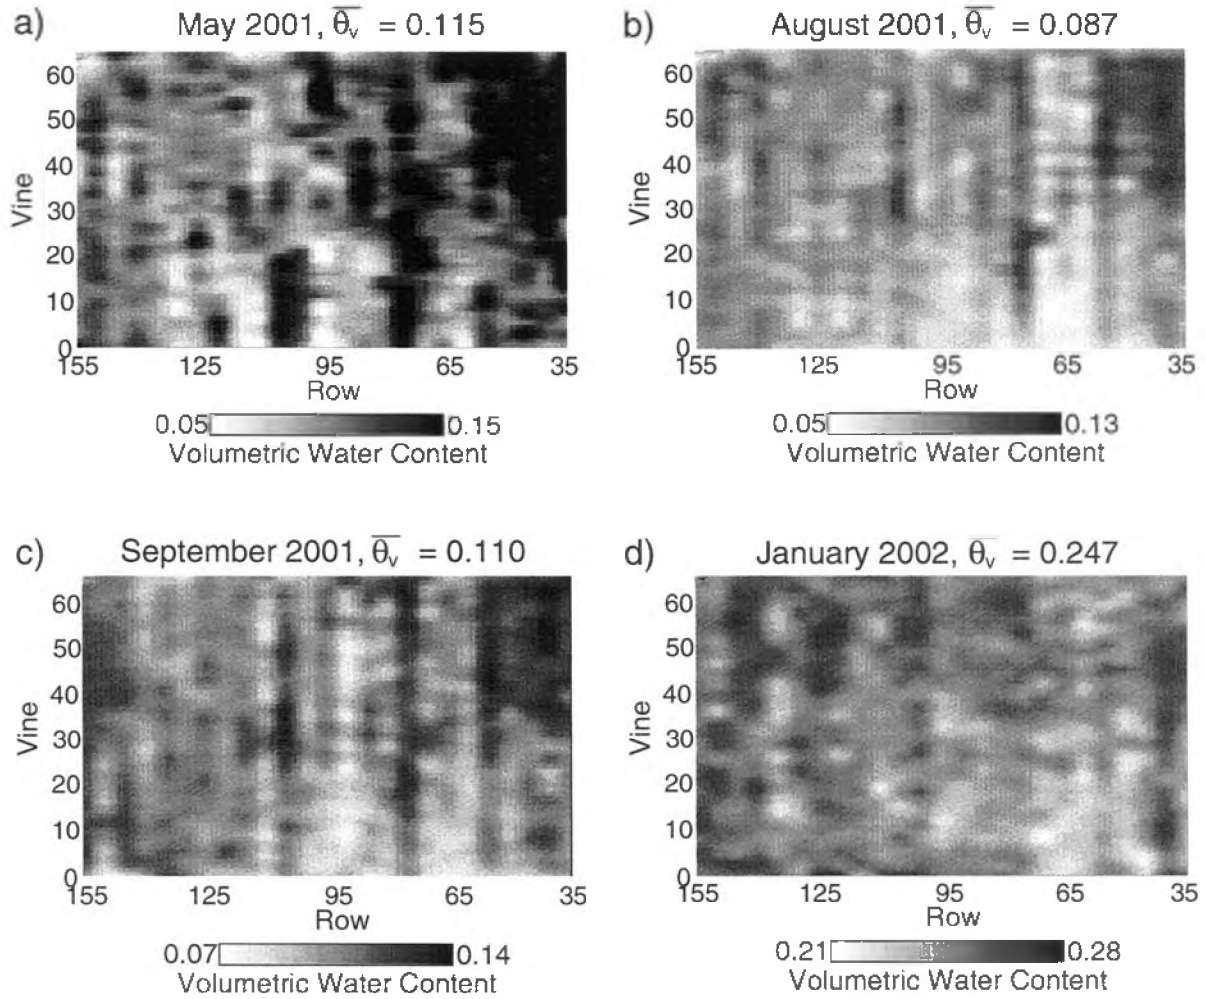 a) May 2001, θv = 0.115
60
50
40
30
20
10
0
Vine
155 125 95 65 35
Row
0.05 0.15
Volumetric Water Content
b) August 2001, θv = 0.087
60
50
40
30
20
10
0
Vine
155 125 95 65 35
Row
0.05 0.13
Volumetric Water Content
c) September 2001, θv = 0.110
60
50
40
30
20
10
0
Vine
155 125 95 65 35
Row
0.07 0.14
Volumetric Water Content
d) January 2002, θv = 0.247
60
50
40
30
20
10
0
Vine
155 125 95 65 35
Row
0.21 0.28
Volumetric Water Content